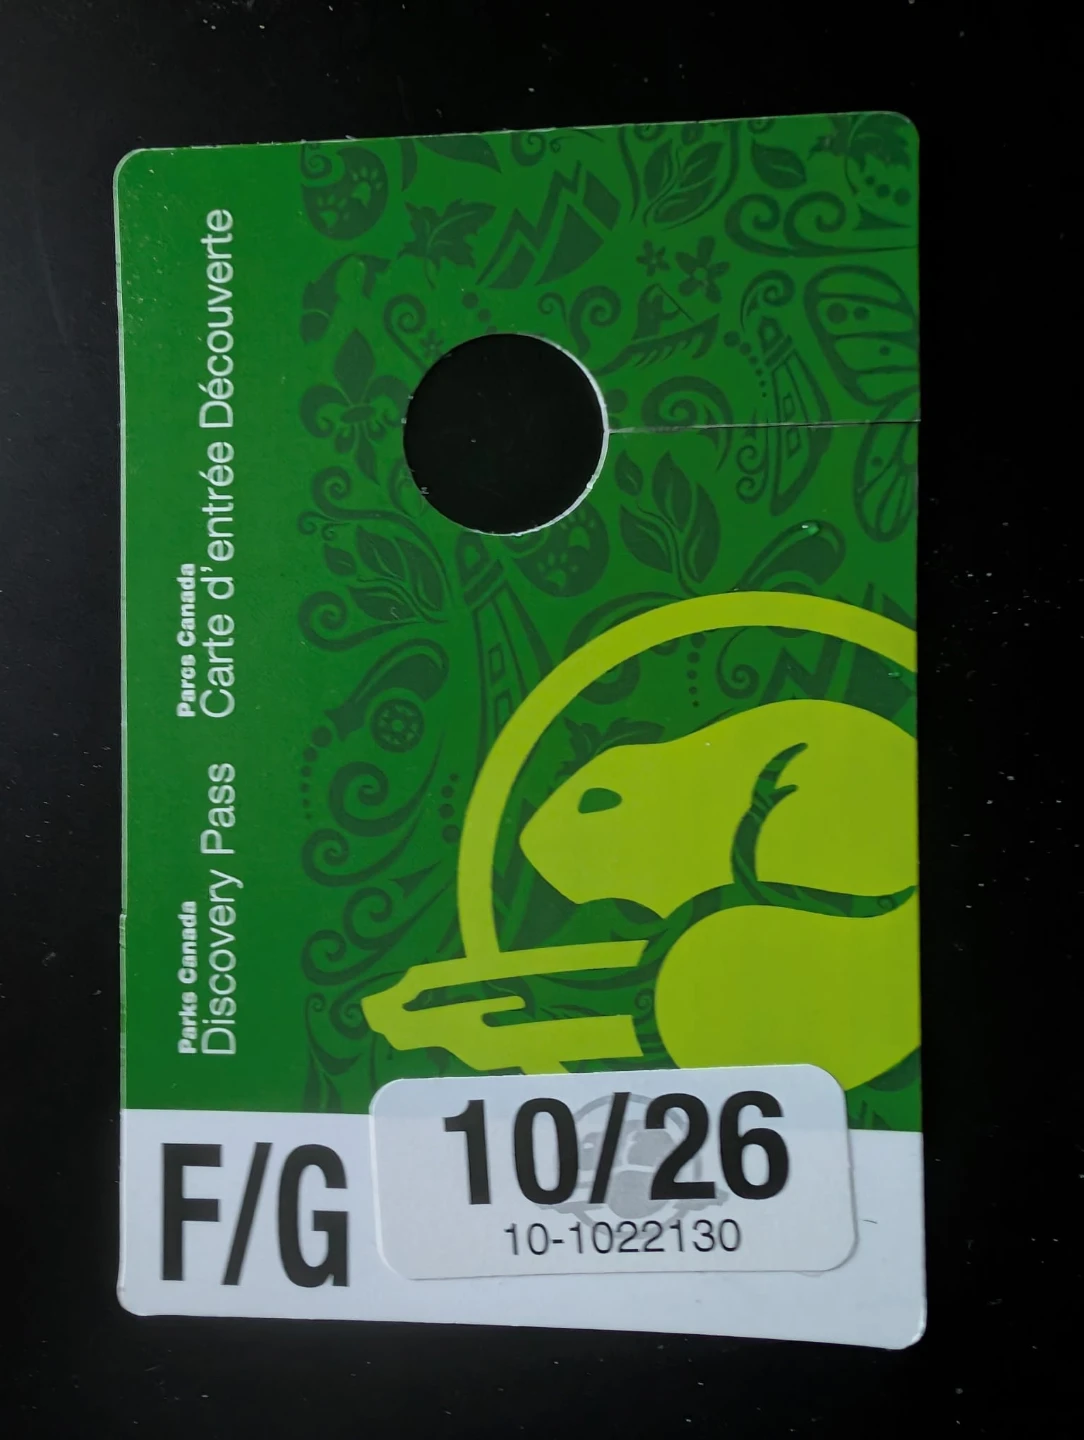 Parks Canada
Discovery Pass
Parcs Canada
Carte d'entrée Découverte
F/G
10/26
10-1022130